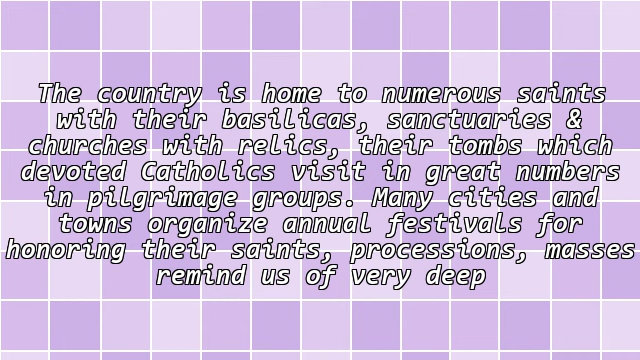 The country is home to numerous saints
with their basilicas, sanctuaries &
churches with relics, their tombs which
devoted Catholics visit in great numbers
in pilgrimage groups. Many cities and
towns organize annual festivals for
honoring their saints, processions, masses
remind us of very deep